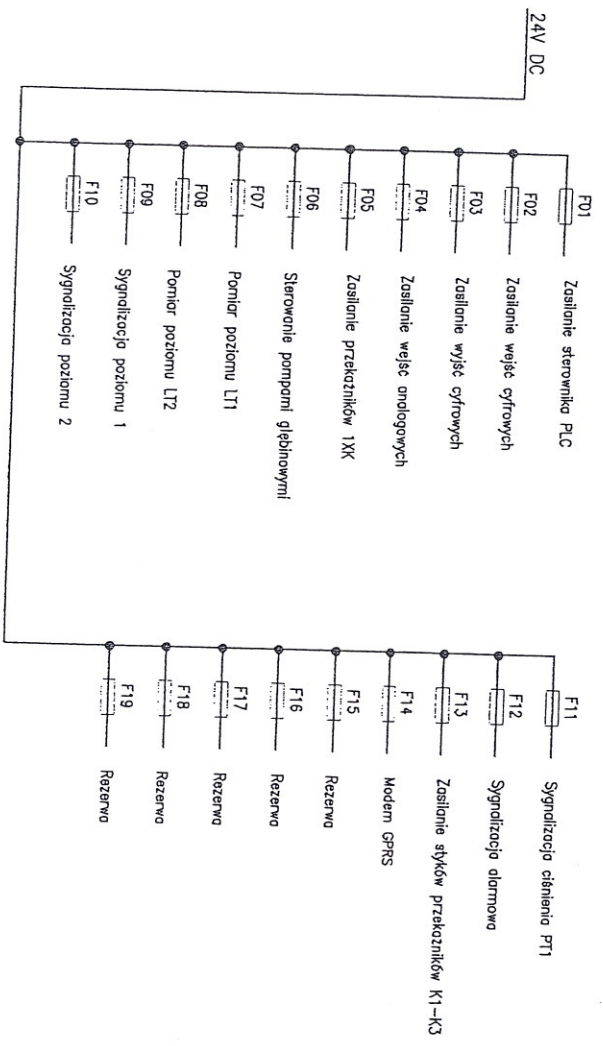 24V DC
F01 Zasilanie sterownika PLC
F02 Zasilanie wejść cyfrowych
F03 Zasilanie wyjść cyfrowych
F04 Zasilanie wejść analogowych
F05 Zasilanie przekaźników 1XK
F06 Sterowanie pompami głębinowymi
F07 Pomiar poziomu LT1
F08 Pomiar poziomu LT2
F09 Sygnalizacja poziomu 1
F10 Sygnalizacja poziomu 2
F11 Sygnalizacja ciśnienia PT1
F12 Sygnalizacja alarmowa
F13 Zasilanie styków przekaźników K1-K3
F14 Modem GPRS
F15 Rezerwa
F16 Rezerwa
F17 Rezerwa
F18 Rezerwa
F19 Rezerwa